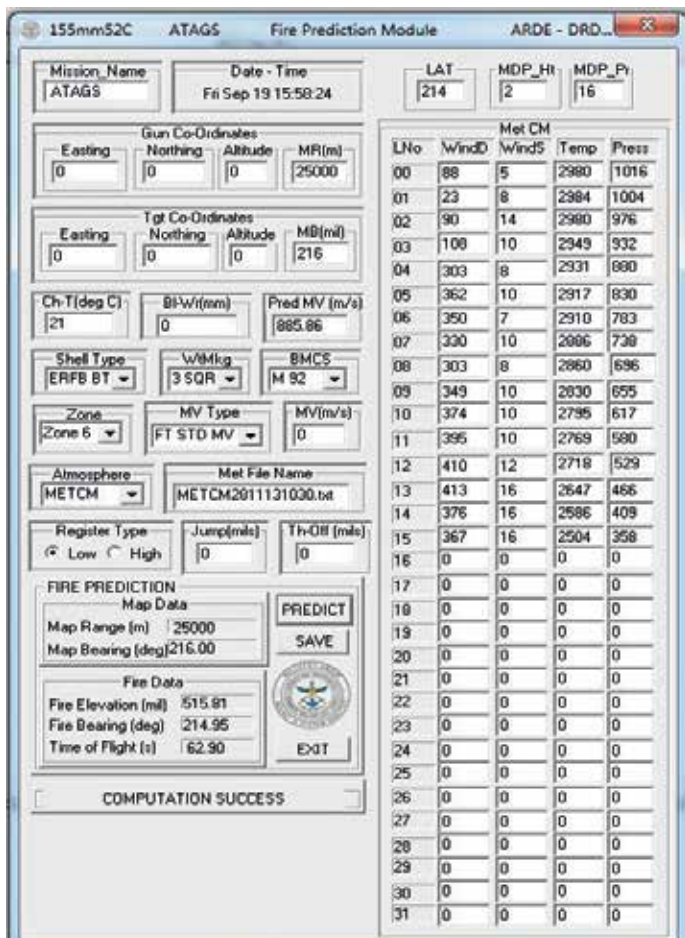 155mm52C ATAGS Fire Prediction Module ARDE - DRD...
Mission_Name Date - Time
ATAGS Fri Sep 19 15:58:24
LAT MDP_Ht MDP_Pr
214 2 16
Gun Co-Ordinates
Easting Northing Altitude MR(m)
0 0 0 25000
Tgt Co-Ordinates
Easting Northing Altitude MB(mil)
0 0 0 216
Ch-T(deg C) Bl-Wr(mm) Pred MV (m/s)
21 0 885.86
Shell Type WtMkg BMCS
ERFB BT 3 SQR M 92
Zone MV Type MV(m/s)
Zone 6 FT STD MV 0
Atmosphere Met File Name
METCM METCM2011131030.txt
Register Type Jump(mils) Th-Off (mils)
Low High 0 0
FIRE PREDICTION
Map Data
Map Range (m) 25000
Map Bearing (deg) 216.00
PREDICT
SAVE
Fire Data
Fire Elevation (mil) 515.81
Fire Bearing (deg) 214.95
Time of Flight (s) 62.90
EXIT
COMPUTATION SUCCESS
Met CM
LNo WindD WindS Temp Press
00 88 5 2980 1016
01 23 8 2984 1004
02 90 14 2980 976
03 108 10 2949 932
04 303 8 2931 880
05 362 10 2917 830
06 350 7 2910 783
07 330 10 2886 738
08 303 8 2860 696
09 349 10 2830 655
10 374 10 2795 617
11 395 10 2769 580
12 410 12 2718 529
13 413 16 2647 466
14 376 16 2586 409
15 367 16 2504 358
16 0 0 0 0
17 0 0 0 0
18 0 0 0 0
19 0 0 0 0
20 0 0 0 0
21 0 0 0 0
22 0 0 0 0
23 0 0 0 0
24 0 0 0 0
25 0 0 0 0
26 0 0 0 0
27 0 0 0 0
28 0 0 0 0
29 0 0 0 0
30 0 0 0 0
31 0 0 0 0